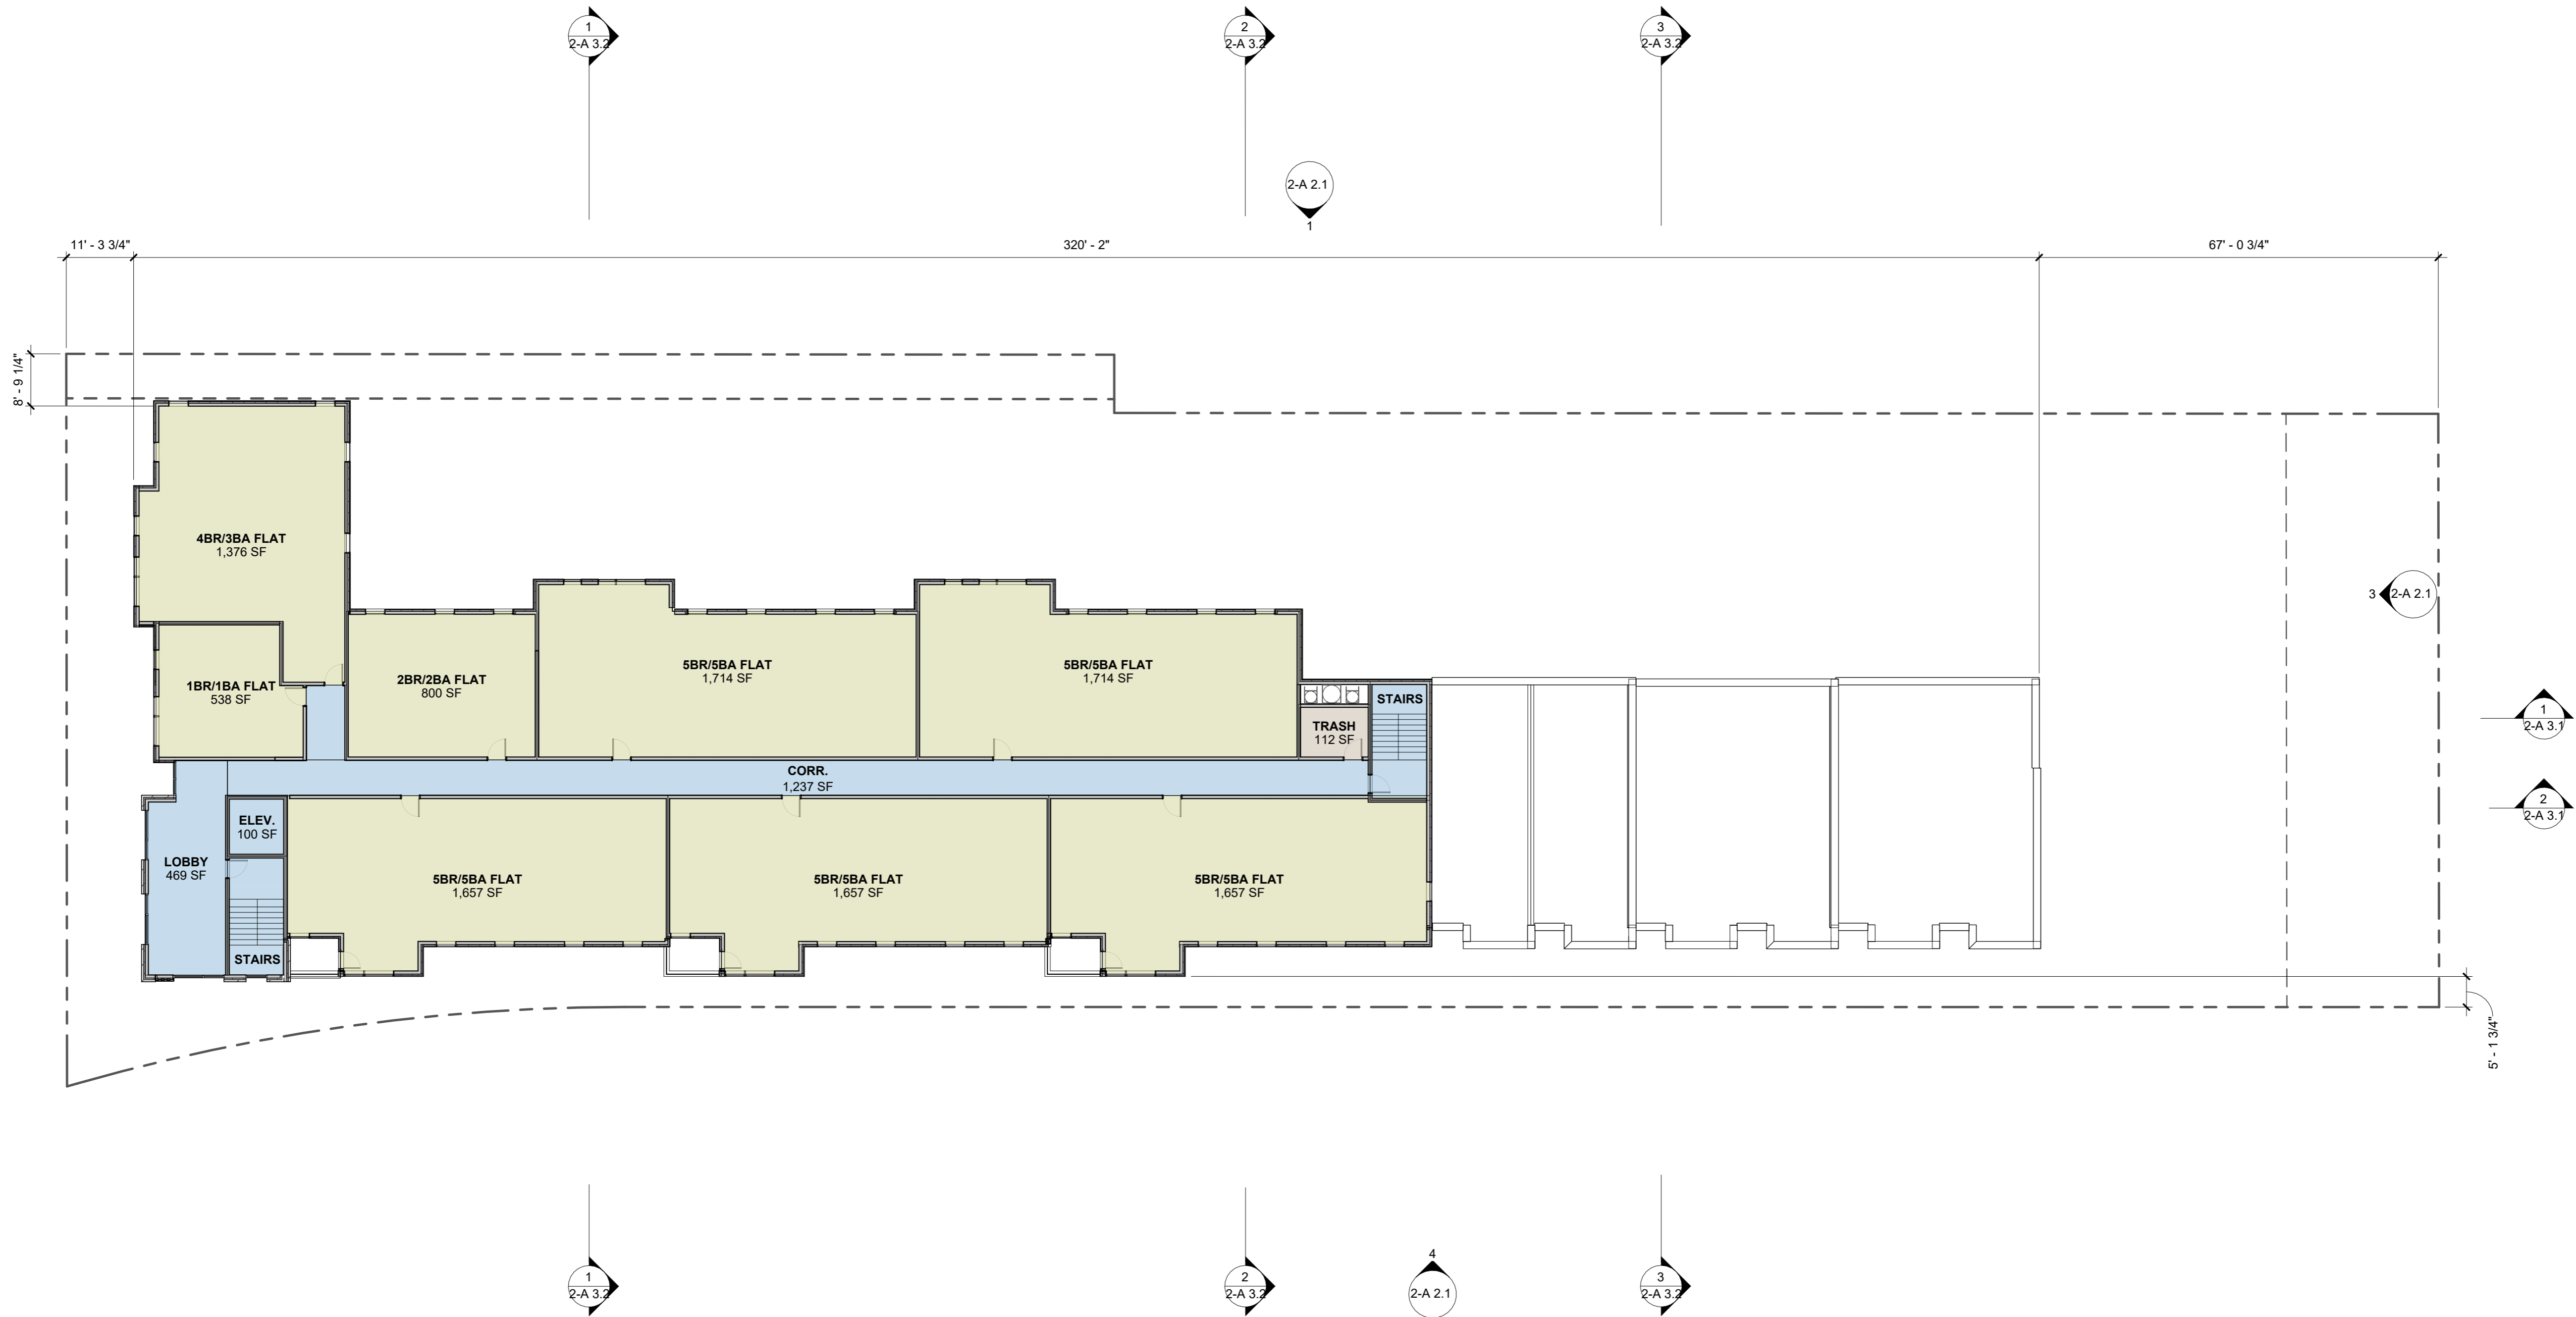 1
2-A 3.2
2
2-A 3.2
3
2-A 3.2
2-A 2.1
1
11' - 3 3/4"
320' - 2"
67' - 0 3/4"
8' - 9 1/4"
4BR/3BA FLAT
1,376 SF
3
2-A 2.1
1BR/1BA FLAT
538 SF
2BR/2BA FLAT
800 SF
5BR/5BA FLAT
1,714 SF
5BR/5BA FLAT
1,714 SF
STAIRS
TRASH
112 SF
1
2-A 3.1
CORR.
1,237 SF
2
2-A 3.1
ELEV.
100 SF
LOBBY
469 SF
5BR/5BA FLAT
1,657 SF
5BR/5BA FLAT
1,657 SF
5BR/5BA FLAT
1,657 SF
STAIRS
5' - 1 3/4"
1
2-A 3.2
2
2-A 3.2
4
2-A 2.1
3
2-A 3.2